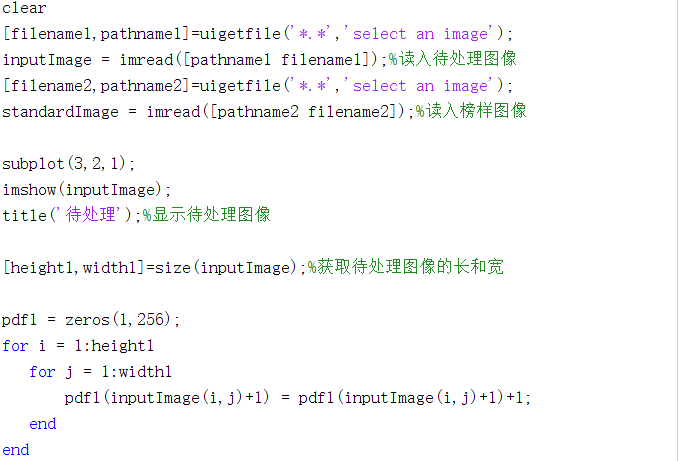 clear
[filename1,pathname1]=uigetfile('*.*','select an image');
inputImage = imread([pathname1 filename1]);%读入待处理图像
[filename2,pathname2]=uigetfile('*.*','select an image');
standardImage = imread([pathname2 filename2]);%读入榜样图像
subplot(3,2,1);
imshow(inputImage);
title('待处理');%显示待处理图像
[height1,width1]=size(inputImage);%获取待处理图像的长和宽
pdf1 = zeros(1,256);
for i = 1:height1
for j = 1:width1
pdf1(inputImage(i,j)+1) = pdf1(inputImage(i,j)+1)+1;
end
end